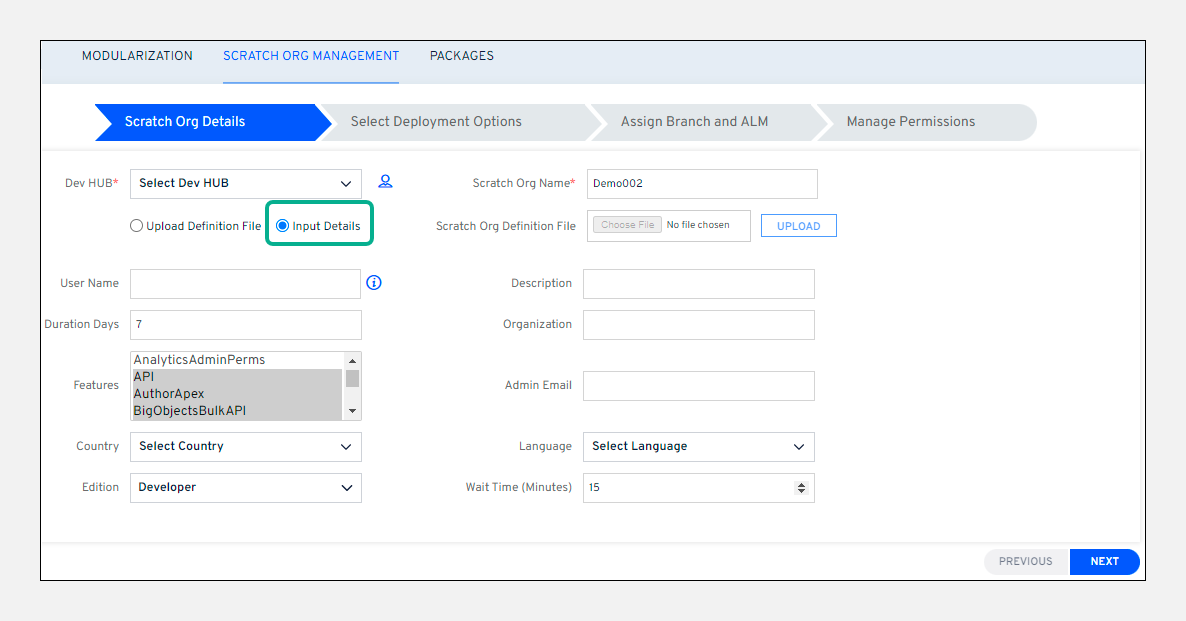 MODULARIZATION SCRATCH ORG MANAGEMENT PACKAGES
Scratch Org Details Select Deployment Options Assign Branch and ALM Manage Permissions
Dev HUB* Select Dev HUB Scratch Org Name* Demo002
Upload Definition File Input Details Scratch Org Definition File Choose File No file chosen UPLOAD
User Name Description
Duration Days 7 Organization
AnalyticsAdminPerms
API
Features Admin Email
AuthorApex
BigObjectsBulkAPI
Country Select Country Language Select Language
Edition Developer Wait Time (Minutes) 15
PREVIOUS NEXT